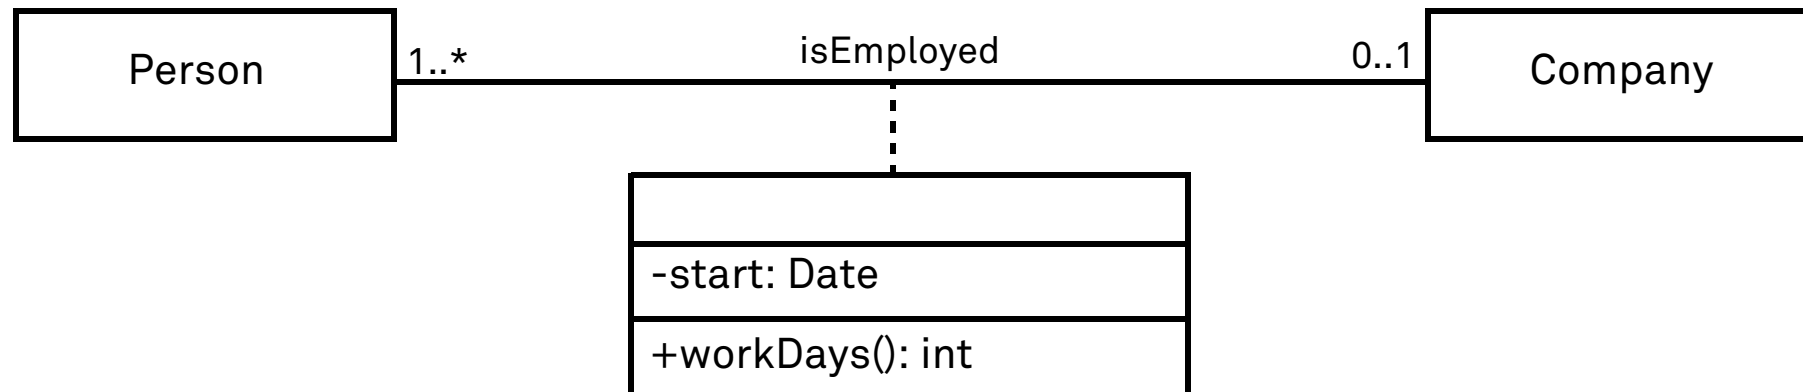 isEmployed
Person
1..*
0..1
Company
-start: Date
+workDays(): int